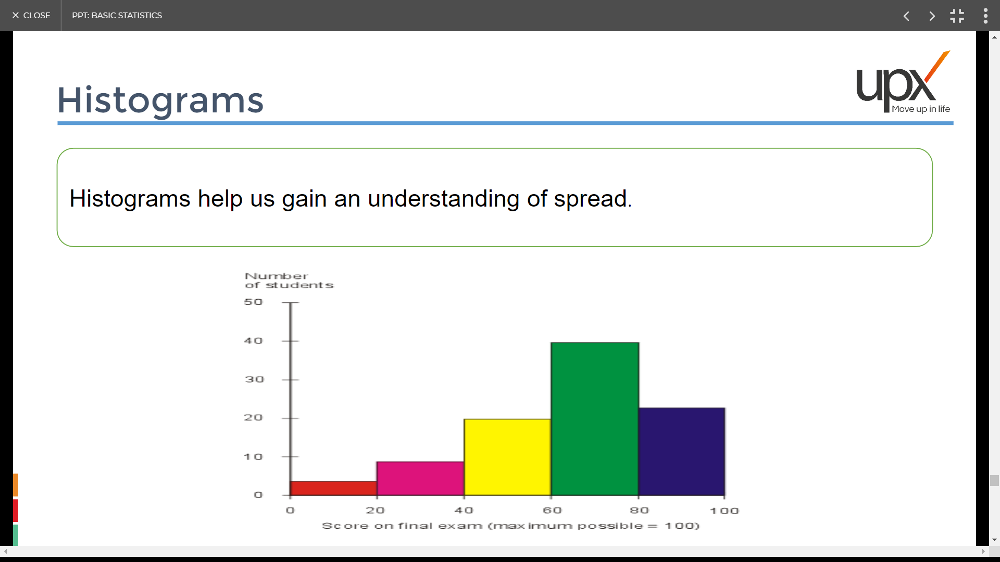 CLOSE
PPT: BASIC STATISTICS
upx
Move up in life
Histograms
Histograms help us gain an understanding of spread.
Number
of students
50
40
30
20
10
0
0 20 40 60 80 100
Score on final exam (maximum possible = 100)